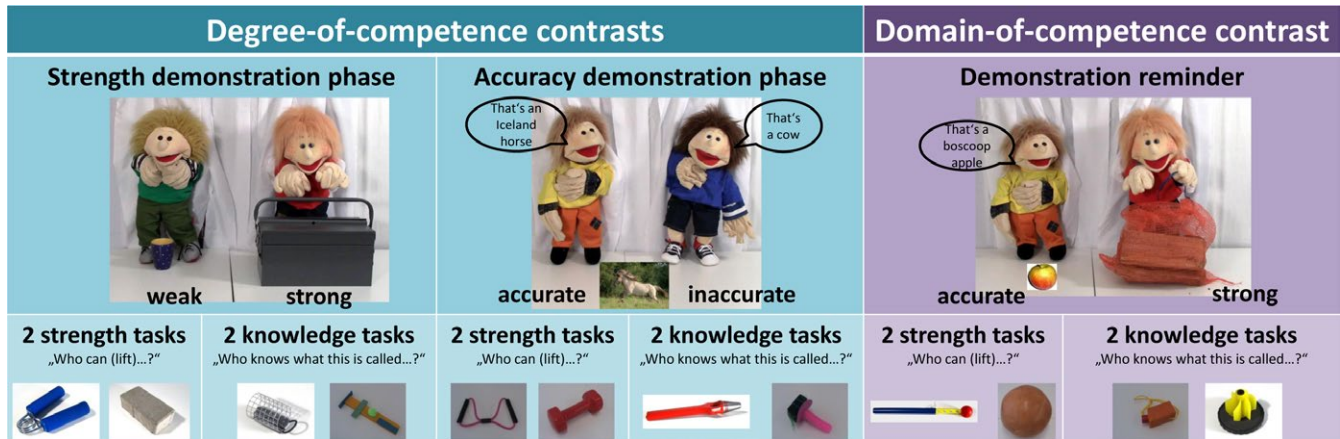 Degree-of-competence contrasts
Domain-of-competence contrast
Strength demonstration phase
Accuracy demonstration phase
Demonstration reminder
That's an
Iceland
horse
That's
a cow
That's a
boscoop
apple
weak
strong
accurate
inaccurate
accurate
strong
2 strength tasks
„Who can (lift)...?“
2 knowledge tasks
„Who knows what this is called...?“
2 strength tasks
„Who can (lift)...?“
2 knowledge tasks
„Who knows what this is called...?“
2 strength tasks
„Who can (lift)...?“
2 knowledge tasks
„Who knows what this is called...?“